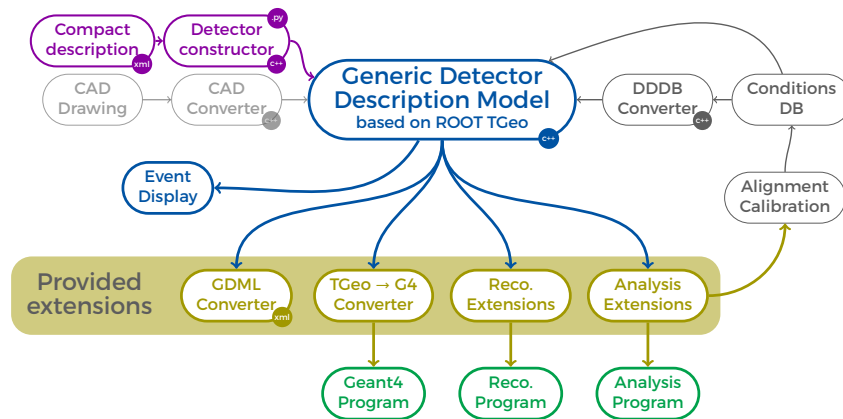 Compact
description
xml
Detector
constructor
.py
c++
CAD
Drawing
CAD
Converter
c++
Generic Detector
Description Model
based on ROOT TGeo
c++
DDDB
Converter
c++
Conditions
DB
Event
Display
Alignment
Calibration
Provided
extensions
GDML
Converter
xml
TGeo → G4
Converter
Reco.
Extensions
Analysis
Extensions
Geant4
Program
Reco.
Program
Analysis
Program